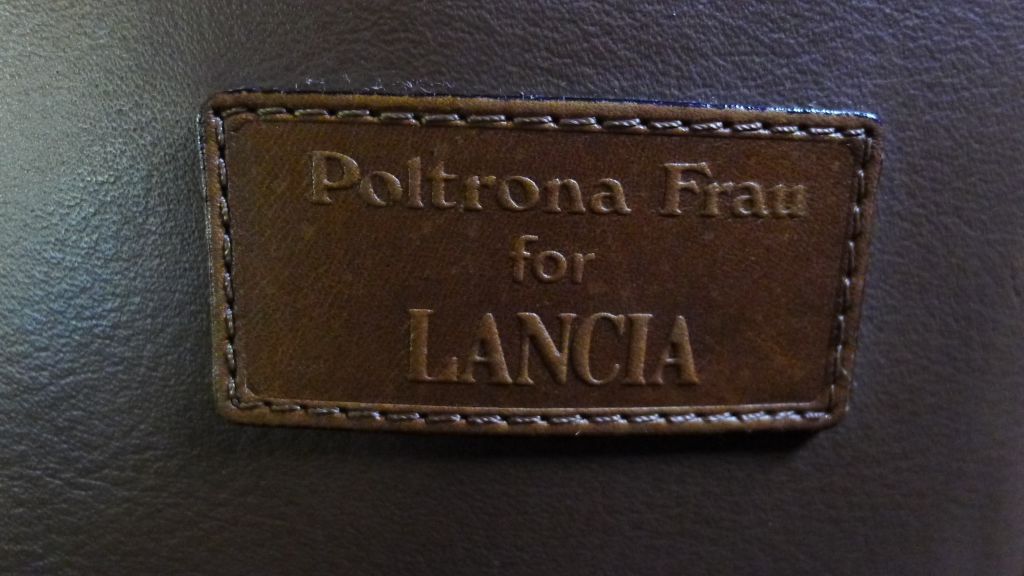 Poltrona Frau
for
LANCIA